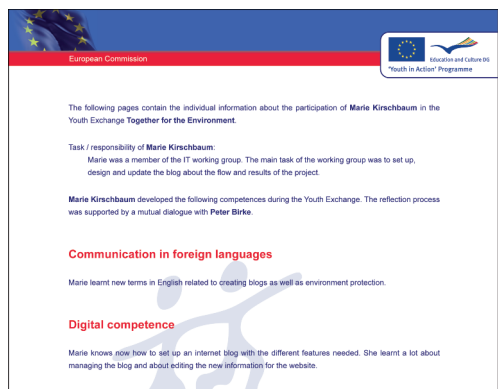 European Commission
Education and Culture DG
'Youth in Action' Programme
The following pages contain the individual information about the participation of Marie Kirschbaum in the
Youth Exchange Together for the Environment.
Task / responsibility of Marie Kirschbaum:
Marie was a member of the IT working group. The main task of the working group was to set up,
design and update the blog about the flow and results of the project.
Marie Kirschbaum developed the following competences during the Youth Exchange. The reflection process
was supported by a mutual dialogue with Peter Birke.
Communication in foreign languages
Marie learnt new terms in English related to creating blogs as well as environment protection.
Digital competence
Marie knows now how to set up an internet blog with the different features needed. She learnt a lot about
managing the blog and about editing the new information for the website.